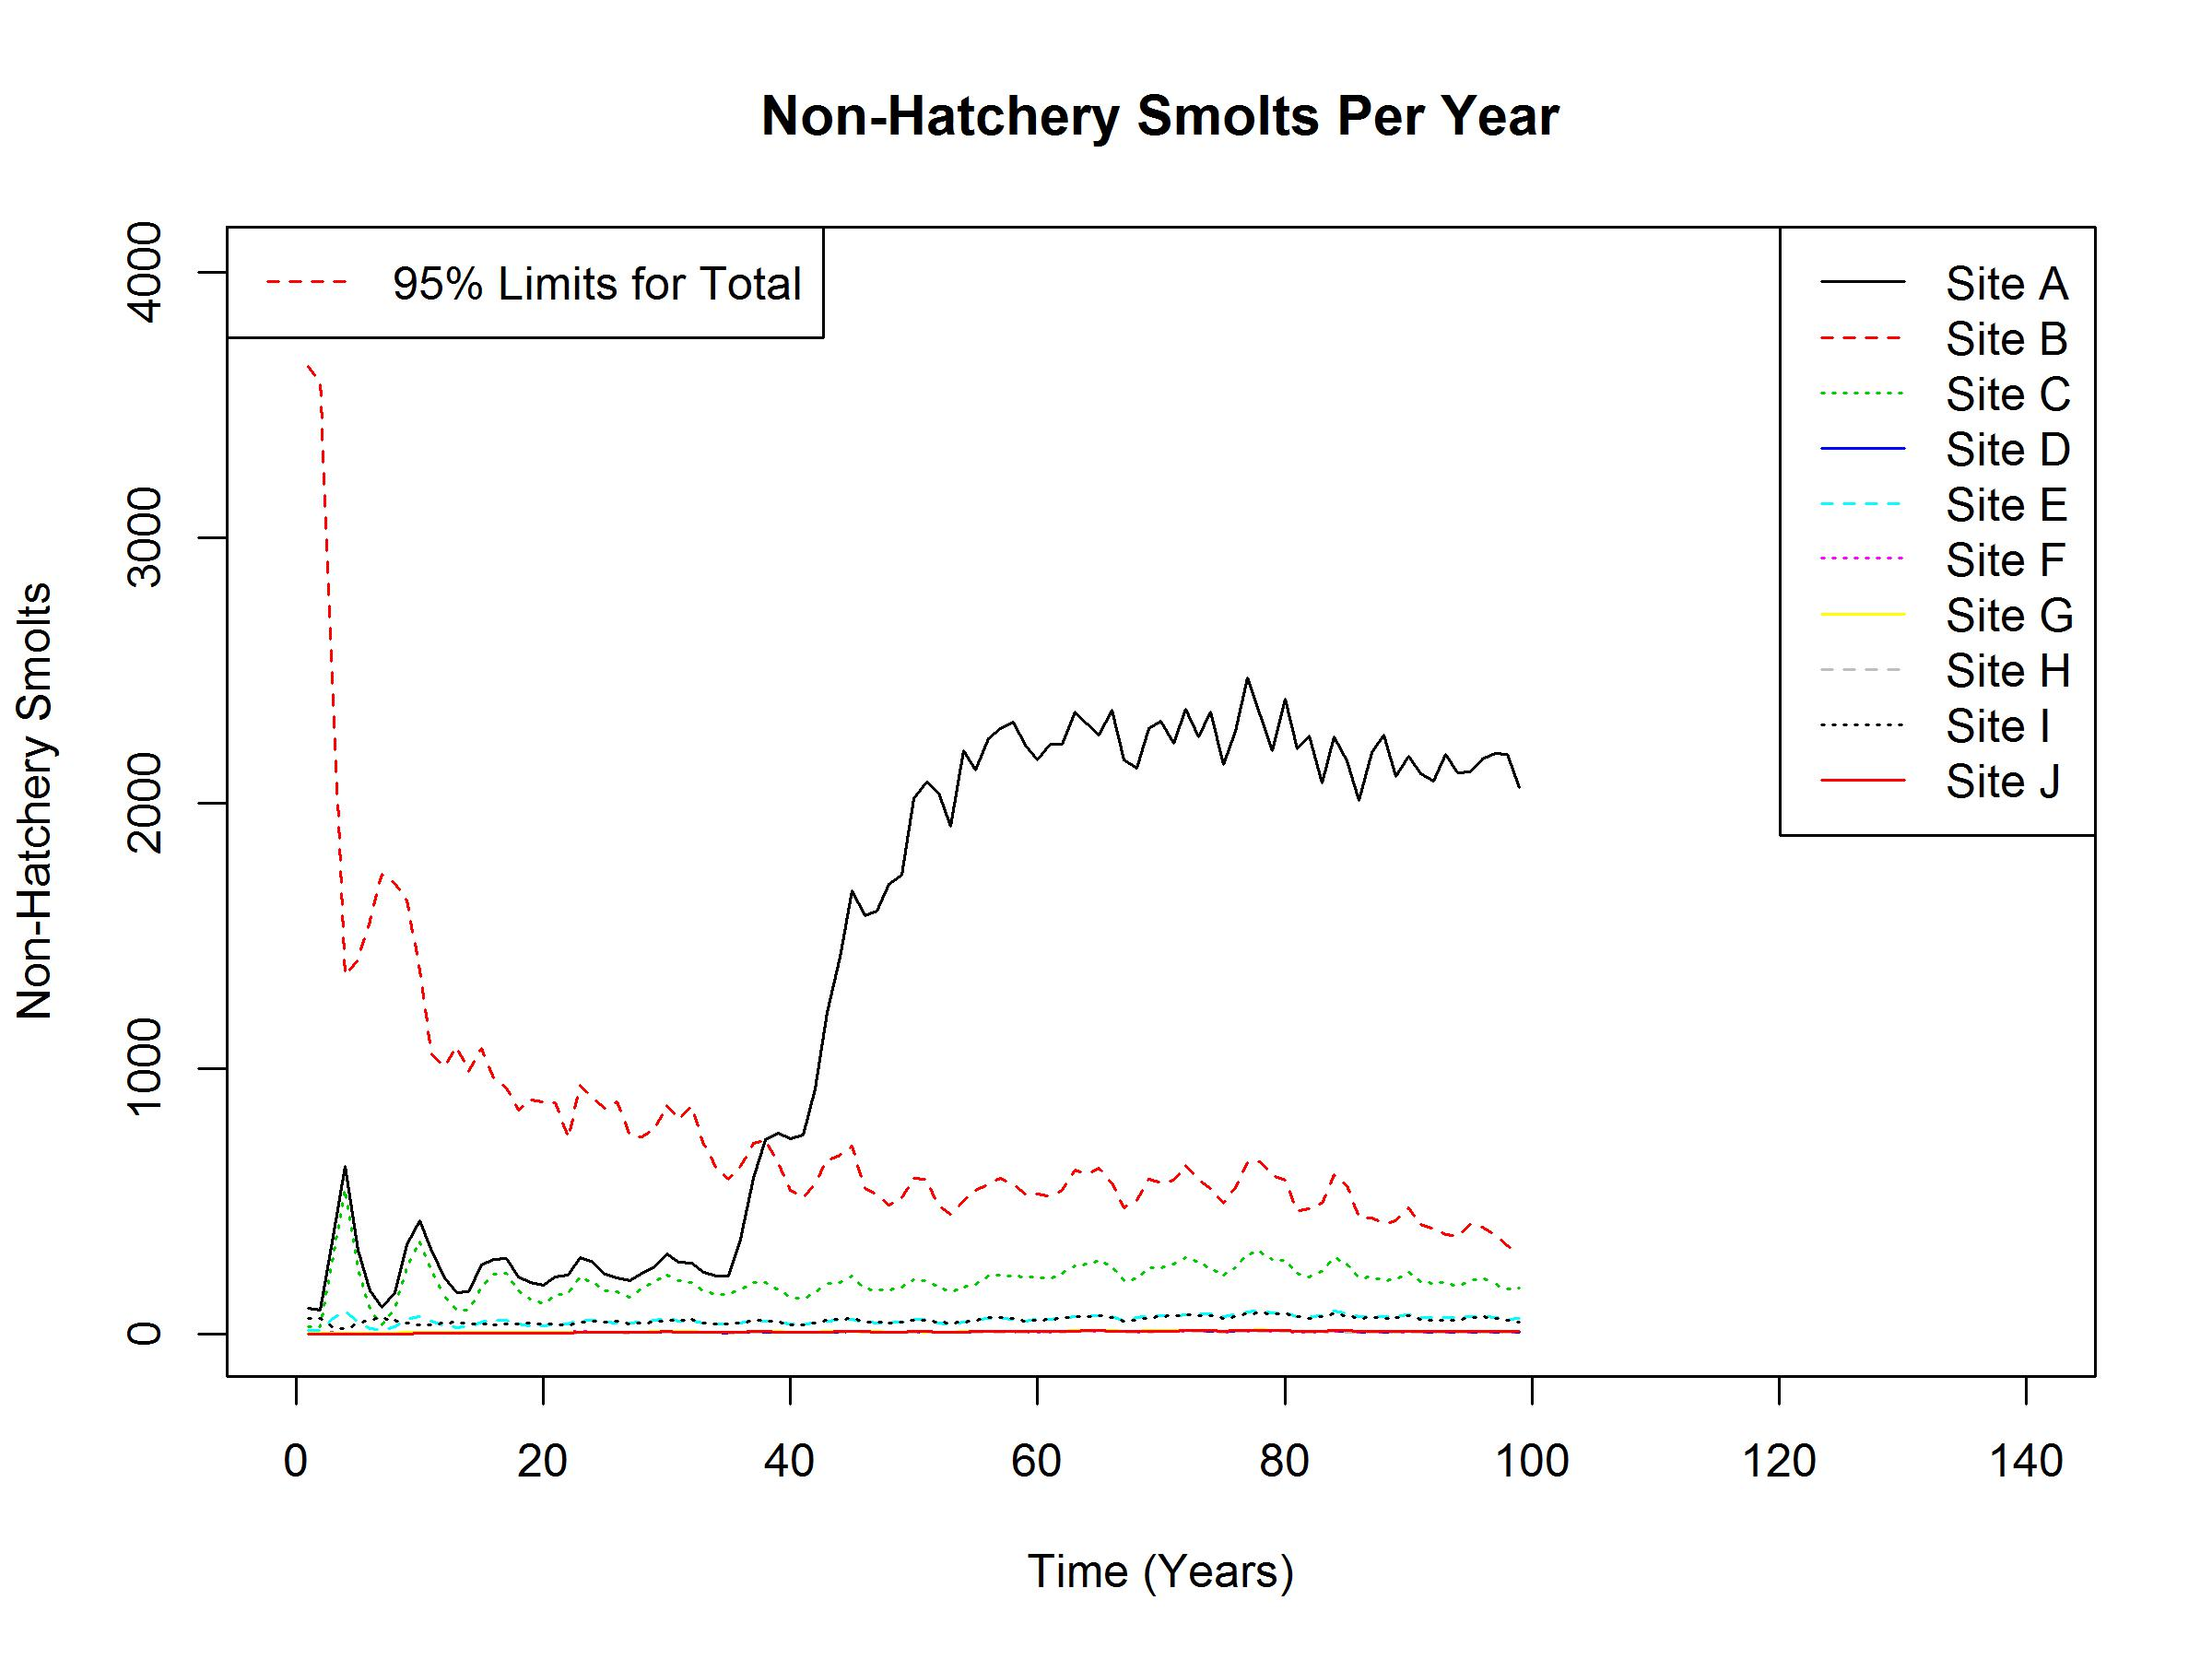 Non-Hatchery Smolts Per Year
95% Limits for Total
Site A
Site B
Site C
Site D
Site E
Site F
Site G
Site H
Site I
Site J
Non-Hatchery Smolts
4000
3000
2000
1000
0
0 20 40 60 80 100 120 140
Time (Years)